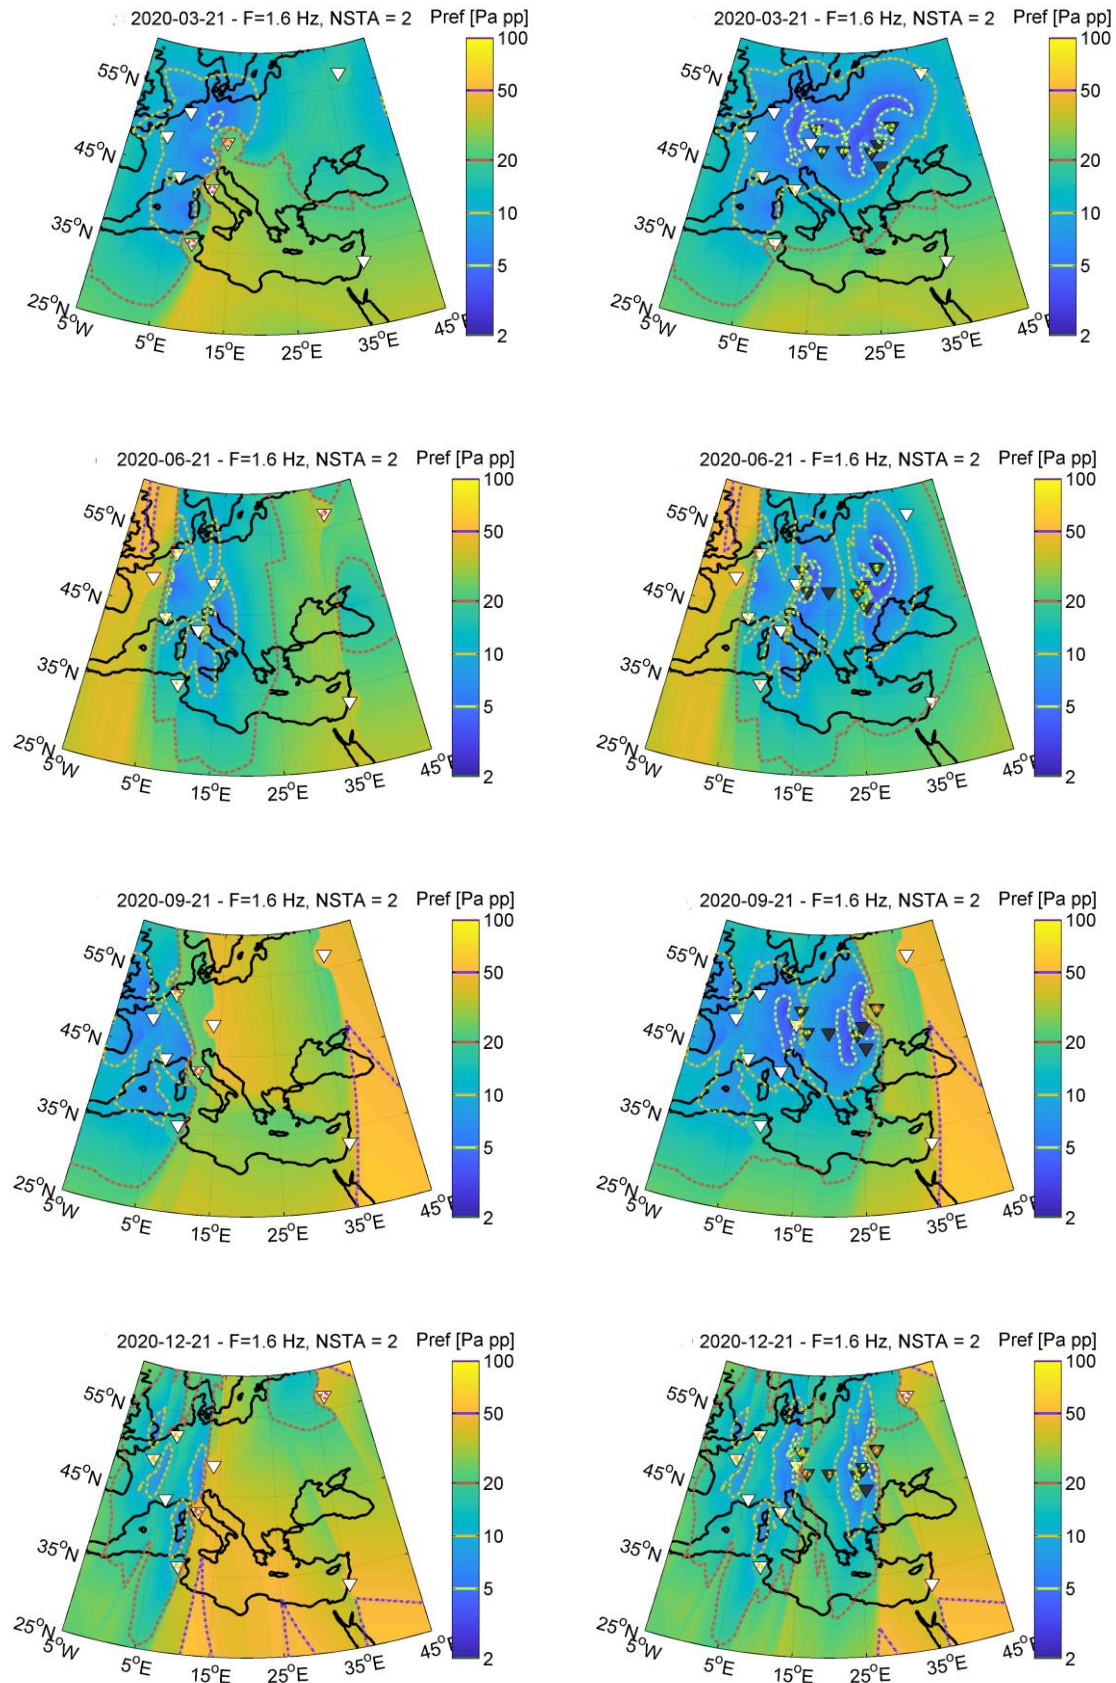 2020-03-21 - F=1.6 Hz, NSTA = 2 Pref [Pa pp]
55°N
45°N
35°N
25°N
5°W
5°E
15°E
25°E
35°E
45°E
100
50
20
10
5
2
2020-03-21 - F=1.6 Hz, NSTA = 2 Pref [Pa pp]
55°N
45°N
35°N
25°N
5°W
5°E
15°E
25°E
35°E
45°E
100
50
20
10
5
2
2020-06-21 - F=1.6 Hz, NSTA = 2 Pref [Pa pp]
55°N
45°N
35°N
25°N
5°W
5°E
15°E
25°E
35°E
45°E
100
50
20
10
5
2
2020-06-21 - F=1.6 Hz, NSTA = 2 Pref [Pa pp]
55°N
45°N
35°N
25°N
5°W
5°E
15°E
25°E
35°E
45°E
100
50
20
10
5
2
2020-09-21 - F=1.6 Hz, NSTA = 2 Pref [Pa pp]
55°N
45°N
35°N
25°N
5°W
5°E
15°E
25°E
35°E
45°E
100
50
20
10
5
2
2020-09-21 - F=1.6 Hz, NSTA = 2 Pref [Pa pp]
55°N
45°N
35°N
25°N
5°W
5°E
15°E
25°E
35°E
45°E
100
50
20
10
5
2
2020-12-21 - F=1.6 Hz, NSTA = 2 Pref [Pa pp]
55°N
45°N
35°N
25°N
5°W
5°E
15°E
25°E
35°E
45°E
100
50
20
10
5
2
2020-12-21 - F=1.6 Hz, NSTA = 2 Pref [Pa pp]
55°N
45°N
35°N
25°N
5°W
5°E
15°E
25°E
35°E
45°E
100
50
20
10
5
2